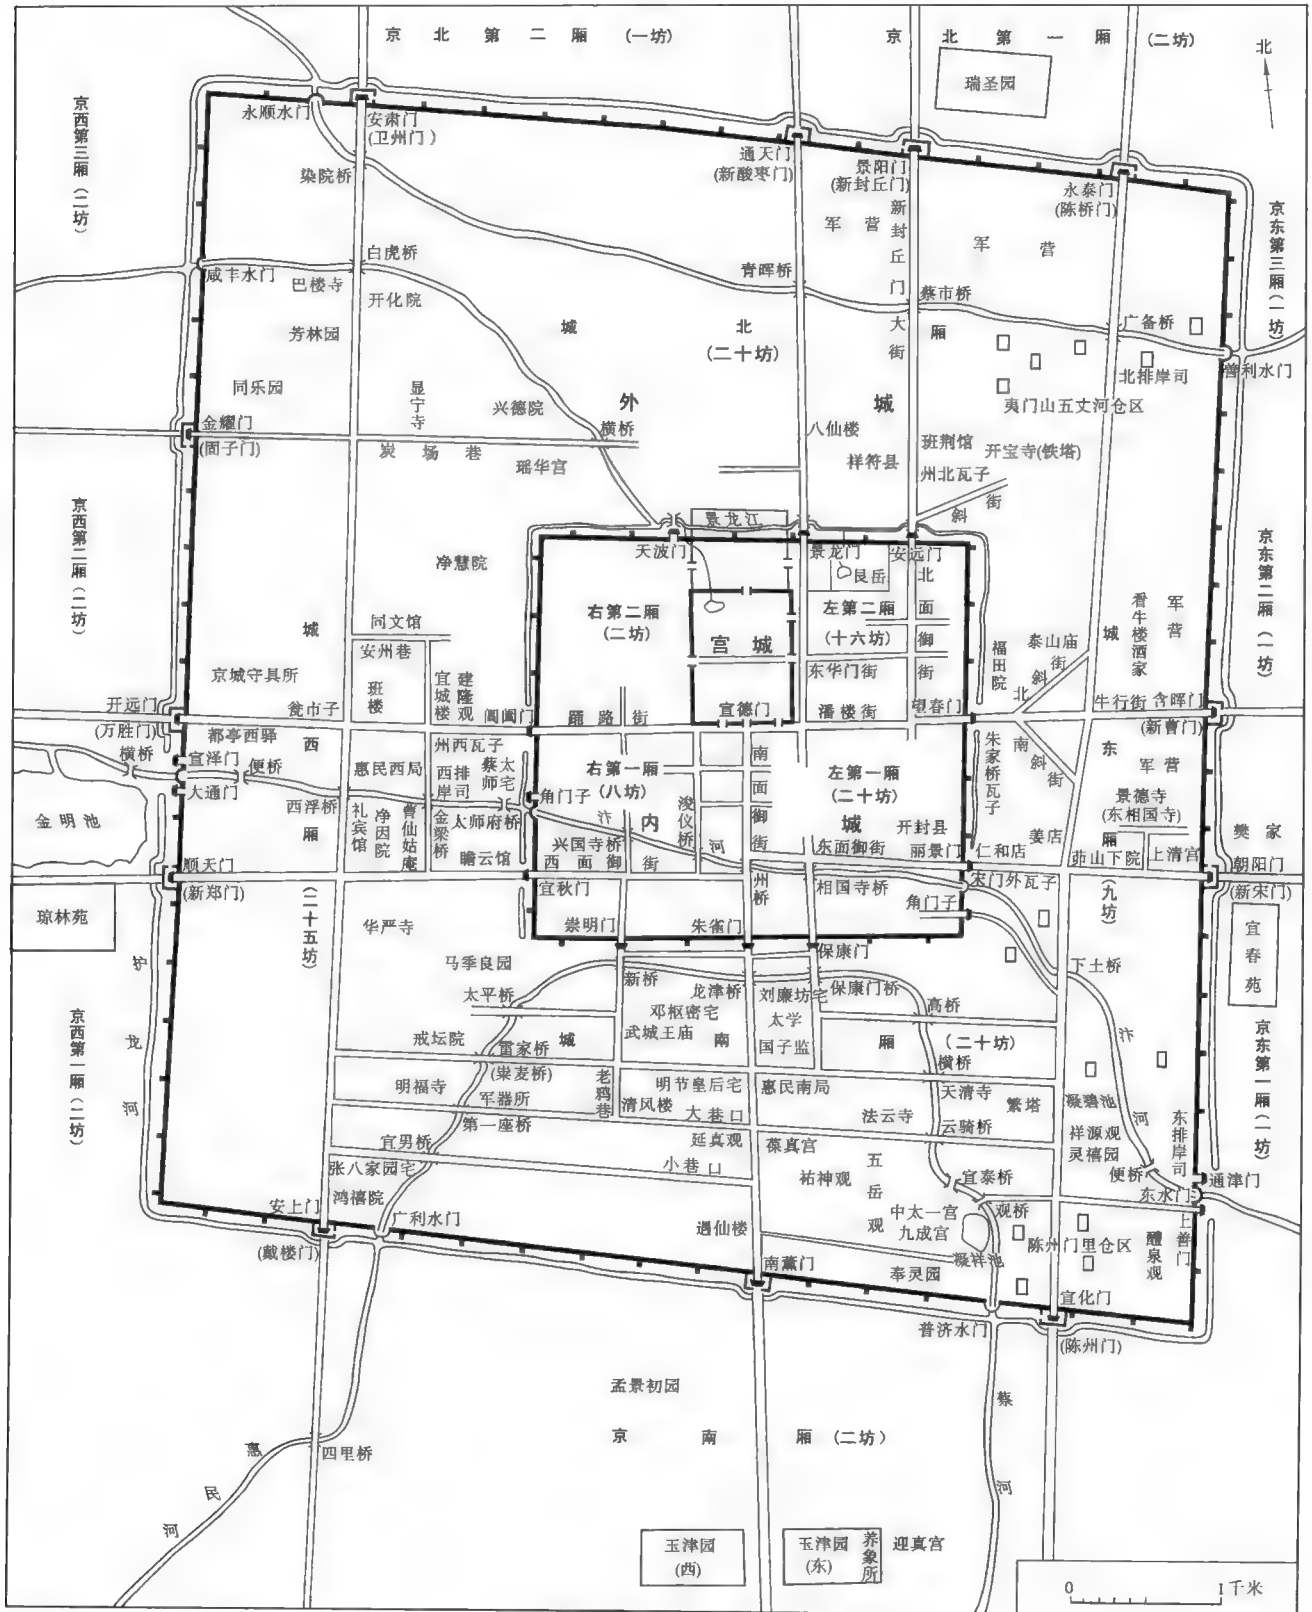 京北第二厢(一坊)
京北第一厢(二坊)
北
瑞圣园
京西第三厢(二坊)
永顺水门
安肃门
(卫州门)
通天门
(新酸枣门)
景阳门
(新封丘门)
永泰门
(陈桥门)
染院桥
军营
新封丘门大街
军营
京东第三厢(一坊)
咸丰水门
白虎桥
巴楼寺
开化院
青晖桥
蔡市桥
广备桥
芳林园
城北厢
(二十坊)
善利水门
北排岸司
同乐园
显宁寺
兴德院
外城
夷门山五丈河仓区
金耀门
(固子门)
横桥
八仙楼
班荆馆
开宝寺(铁塔)
炭场巷
瑶华宫
祥符县
州北瓦子
斜街
京西第二厢(二坊)
景龙江
天波门
景龙门
安远门
京东第二厢(一坊)
净慧院
艮岳
右第二厢
(二坊)
左第二厢
(十六坊)
北面御街
宫城
同文馆
城西厢
(二十五坊)
安州巷
京城守具所
班楼
宜城楼
建隆观
东华门街
福田院
泰山庙
北斜街
城东厢
(九坊)
看牛楼酒家
军营
开远门
(万胜门)
瓮市子
阊阖门
踊路街
宣德门
潘楼街
望春门
牛行街
含晖门
(新曹门)
都亭西驿
州西瓦子
横桥
宣泽门
便桥
惠民西局
西排岸司
蔡太师宅
右第一厢
(八坊)
南面御街
左第一厢
(二十坊)
朱家桥瓦子
南斜街
军营
大通门
西浮桥
角门子
汴河
浚仪桥
景德寺
(东相国寺)
金明池
礼宾馆
净因院
曹仙姑庵
金梁桥
太师府桥
内城
兴国寺桥
开封县
姜店
樊家
瞻云馆
西面御街
东面御街
丽景门
仁和店
茆山下院
上清宫
朝阳门
(新宋门)
顺天门
(新郑门)
宜秋门
州桥
相国寺桥
宋门外瓦子
角门子
琼林苑
华严寺
崇明门
朱雀门
保康门
宜春苑
护龙河
马季良园
新桥
龙津桥
刘廉坊宅
保康门桥
下土桥
太平桥
高桥
邓枢密宅
太学
京西第一厢(二坊)
戒坛院
雷家桥
(粜麦桥)
城南厢
(二十坊)
武城王庙
国子监
横桥
汴河
京东第一厢(一坊)
明福寺
军器所
老鸦巷
明节皇后宅
惠民南局
天清寺
繁塔
凝碧池
清风楼
大巷口
第一座桥
法云寺
云骑桥
祥源观
东排岸司
宜男桥
延真观
葆真宫
灵禧园
张八家园宅
小巷口
祐神观
五岳观
宜泰桥
便桥
通津门
鸿禧院
东水门
安上门
(戴楼门)
广利水门
遇仙楼
中太一宫
九成宫
观桥
上善门
陈州门里仓区
醴泉观
凝祥池
南薰门
奉灵园
宣化门
(陈州门)
普济水门
孟景初园
京南厢(二坊)
蔡河
四里桥
惠民河
玉津园
(西)
玉津园
(东)
养象所
迎真宫
0
1千米